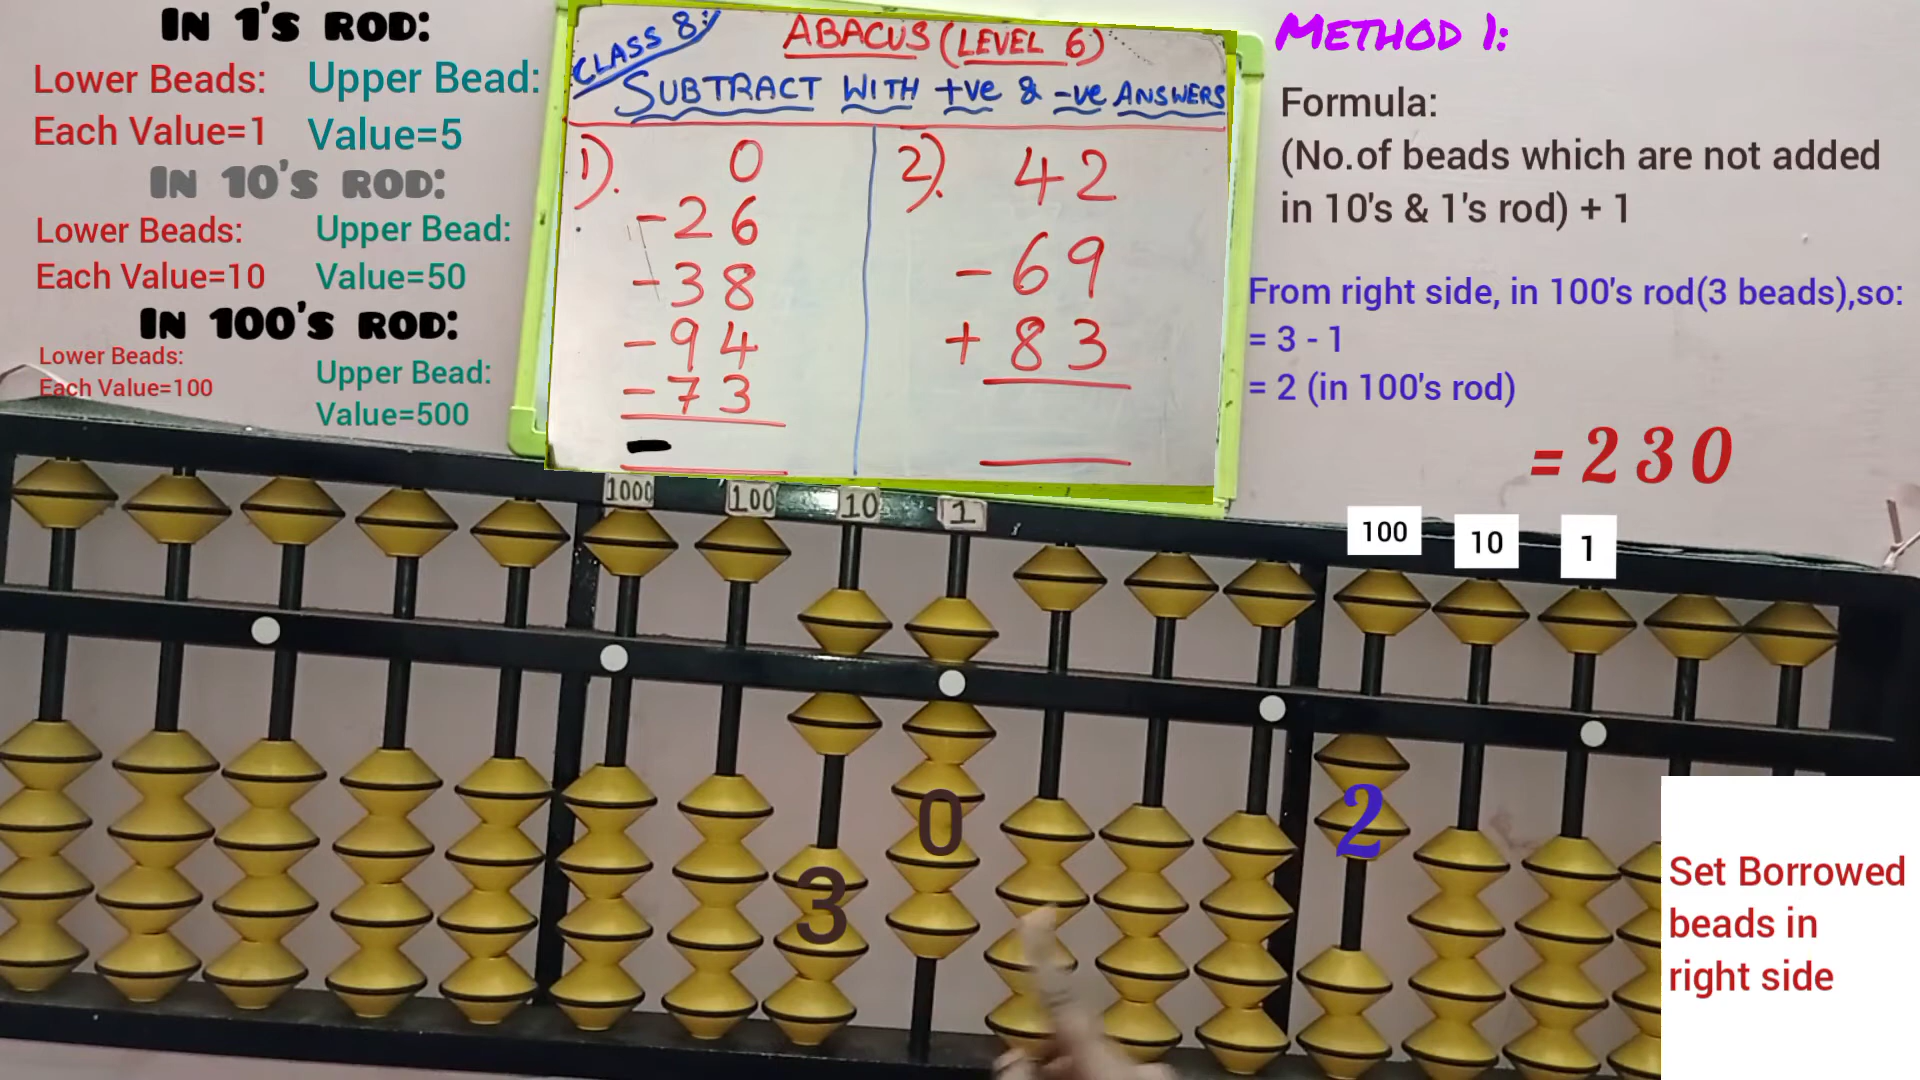 IN 1'S ROD:
Lower Beads: Upper Bead:
Each Value=1 Value=5
IN 10'S ROD:
Lower Beads: Upper Bead:
Each Value=10 Value=50
IN 100'S ROD:
Lower Beads:
Each Value=100
Upper Bead:
Value=500
CLASS 8:
ABACUS (LEVEL 6)
SUBTRACT WITH +ve & -ve ANSWERS
1). 0
-26
-38
-94
-73
-
2). 42
-69
+83
METHOD 1:
Formula:
(No.of beads which are not added
in 10's & 1's rod) + 1
From right side, in 100's rod(3 beads),so:
= 3 - 1
= 2 (in 100's rod)
= 230
1000 100 10 1
100 10 1
3 0 2
Set Borrowed
beads in
right side